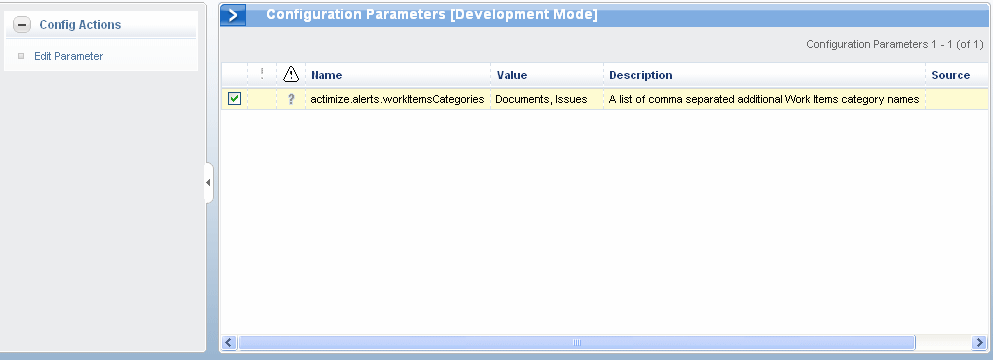 Config Actions
Edit Parameter
Configuration Parameters [Development Mode]
Configuration Parameters 1 - 1 (of 1)
! Name Value Description Source
? actimize.alerts.workItemsCategories Documents, Issues A list of comma separated additional Work Items category names